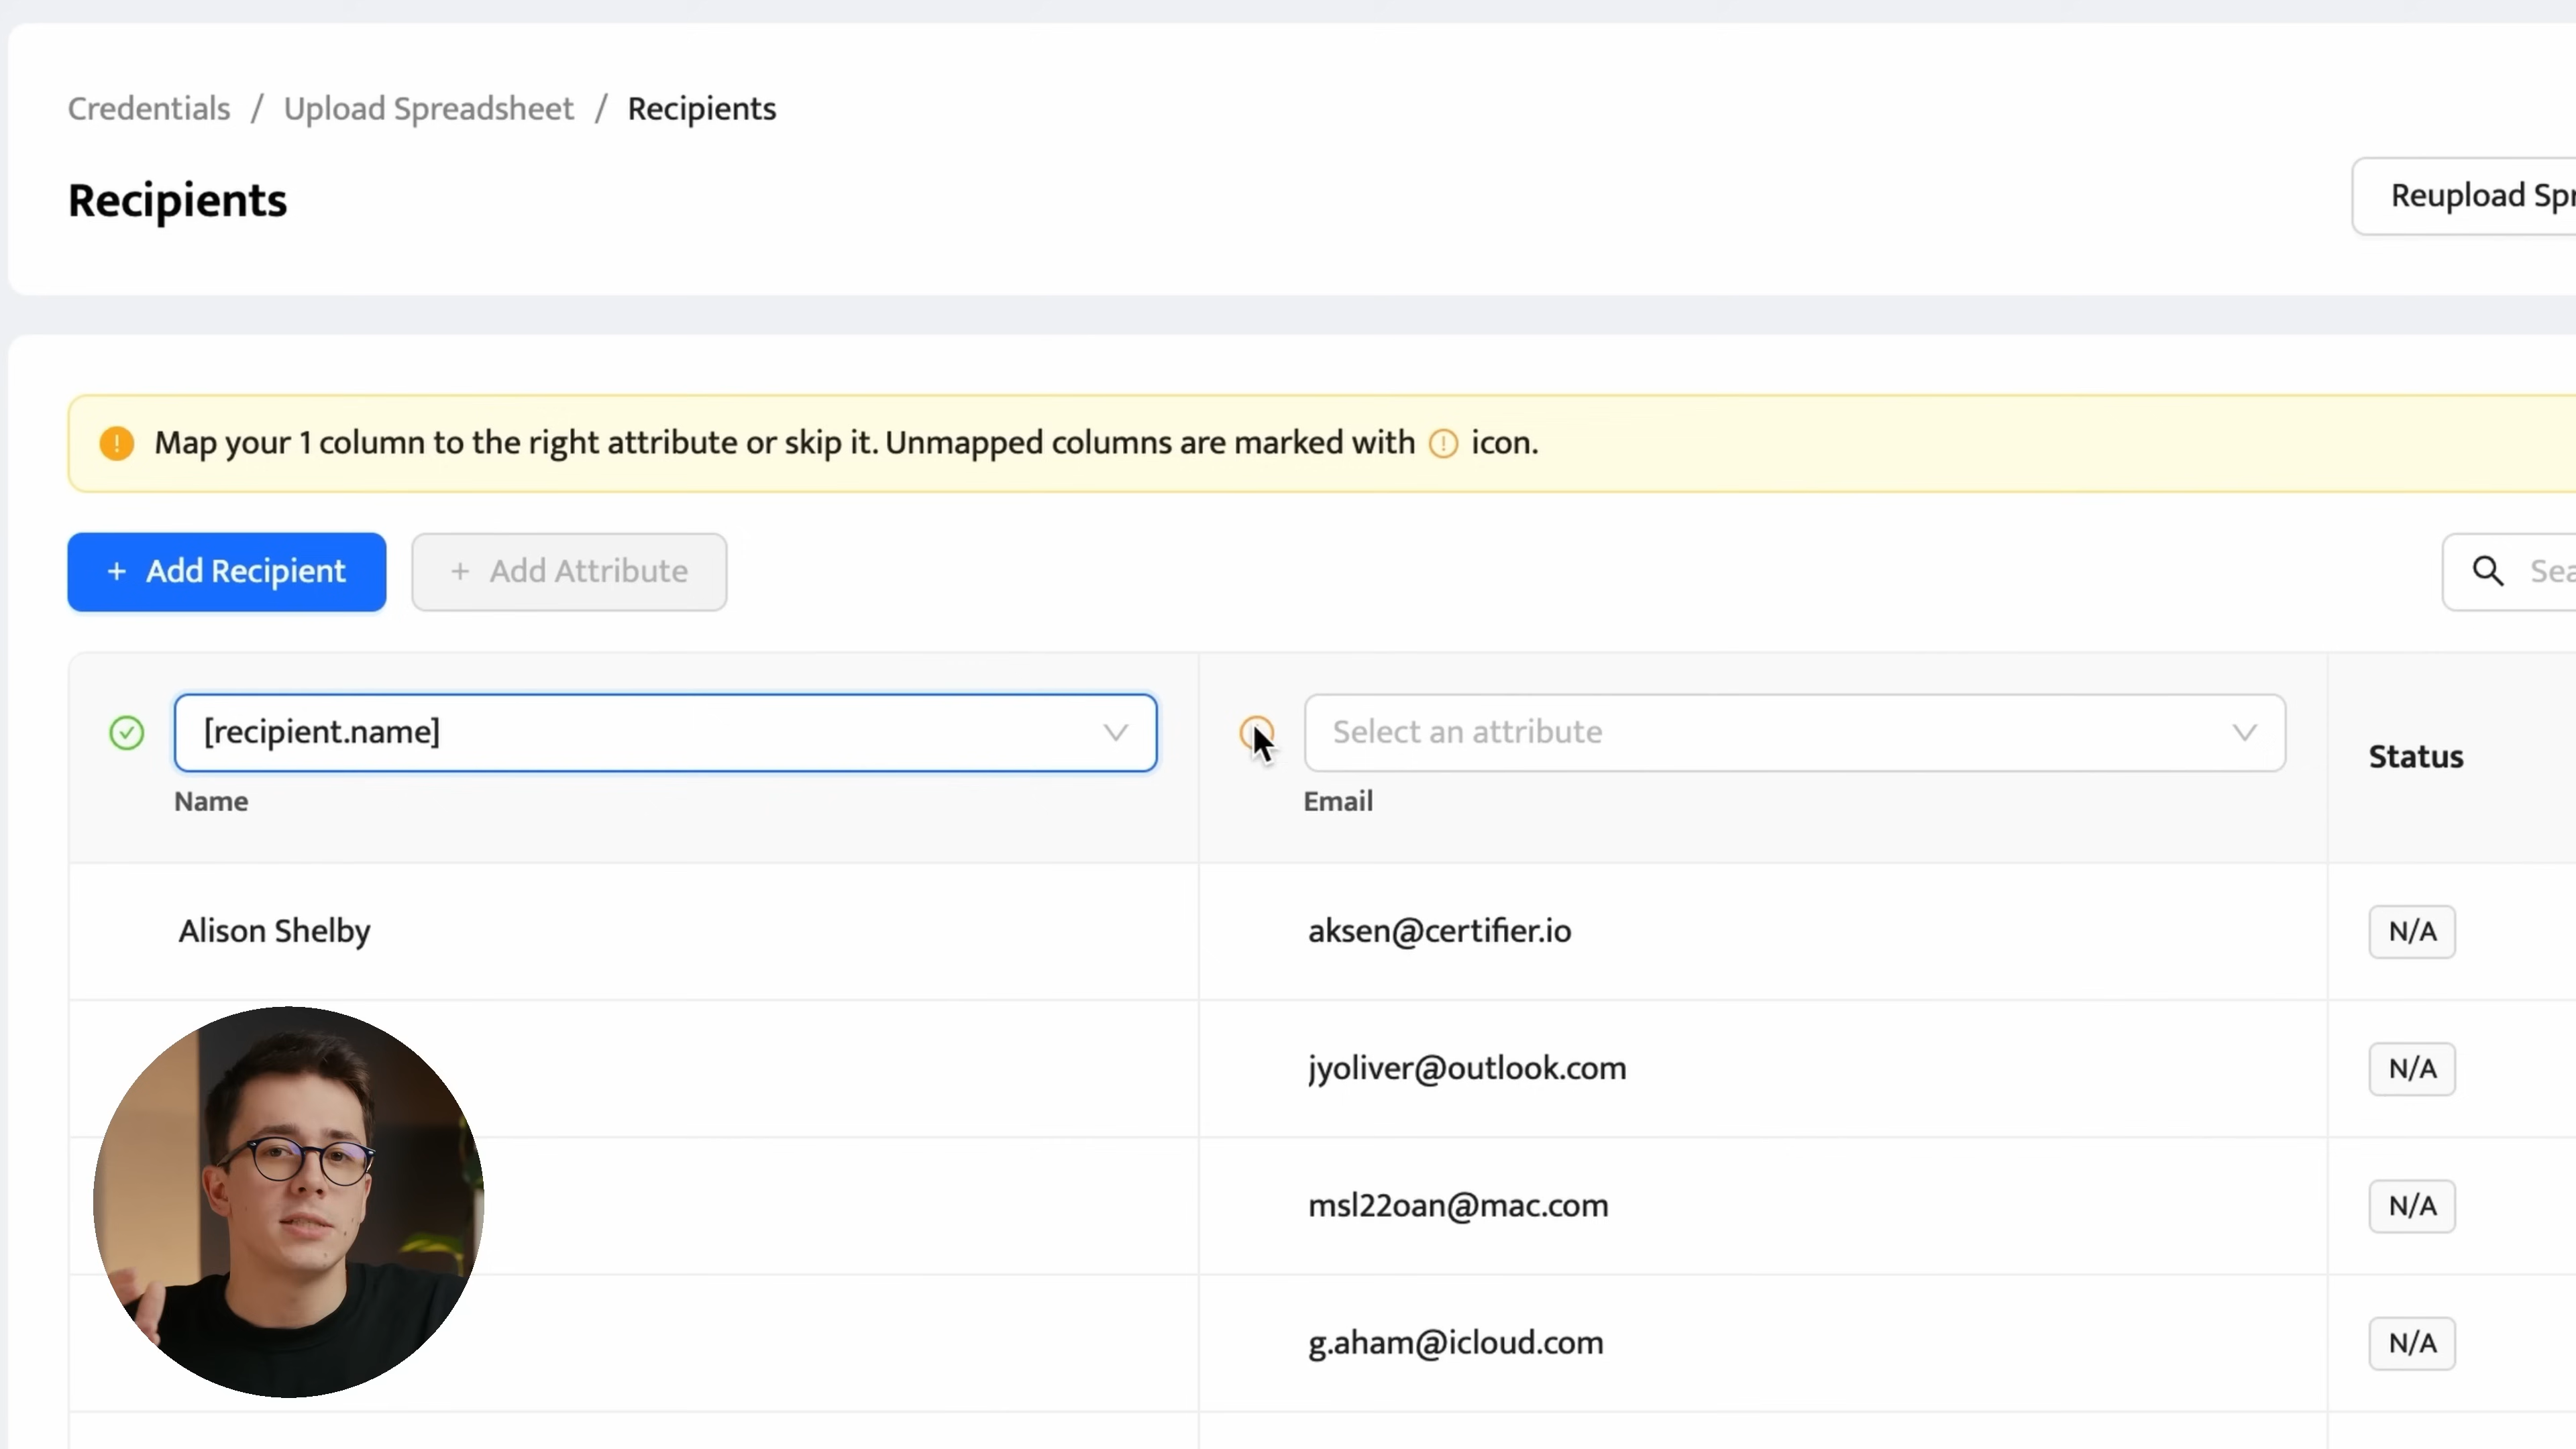 Credentials / Upload Spreadsheet / Recipients
Recipients
Reupload
Map your 1 column to the right attribute or skip it. Unmapped columns are marked with icon.
+ Add Recipient
+ Add Attribute
[recipient.name]
Name
Select an attribute
Email
Status
Alison Shelby
aksen@certifier.io
N/A
jyoliver@outlook.com
N/A
msl22oan@mac.com
N/A
g.aham@icloud.com
N/A